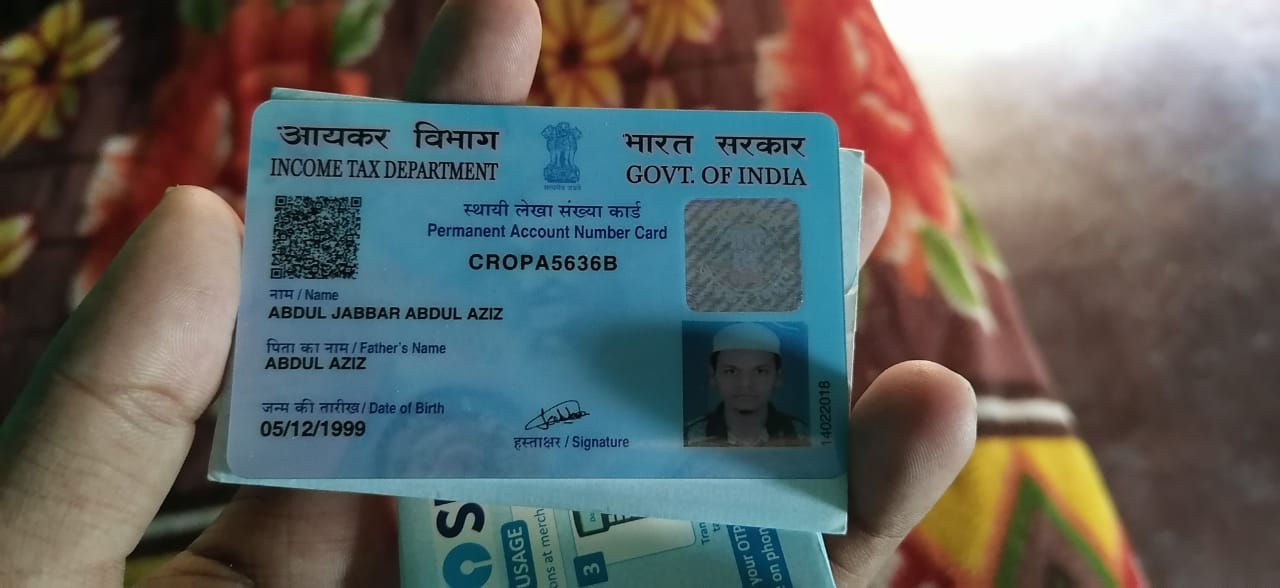 आयकर विभाग
INCOME TAX DEPARTMENT
सत्यमेव जयते
भारत सरकार
GOVT. OF INDIA
स्थायी लेखा संख्या कार्ड
Permanent Account Number Card
CROPA5636B
नाम / Name
ABDUL JABBAR ABDUL AZIZ
पिता का नाम / Father's Name
ABDUL AZIZ
जन्म की तारीख / Date of Birth
05/12/1999
हस्ताक्षर / Signature
14022018
USAGE
at merch
3
your OTP
on phon